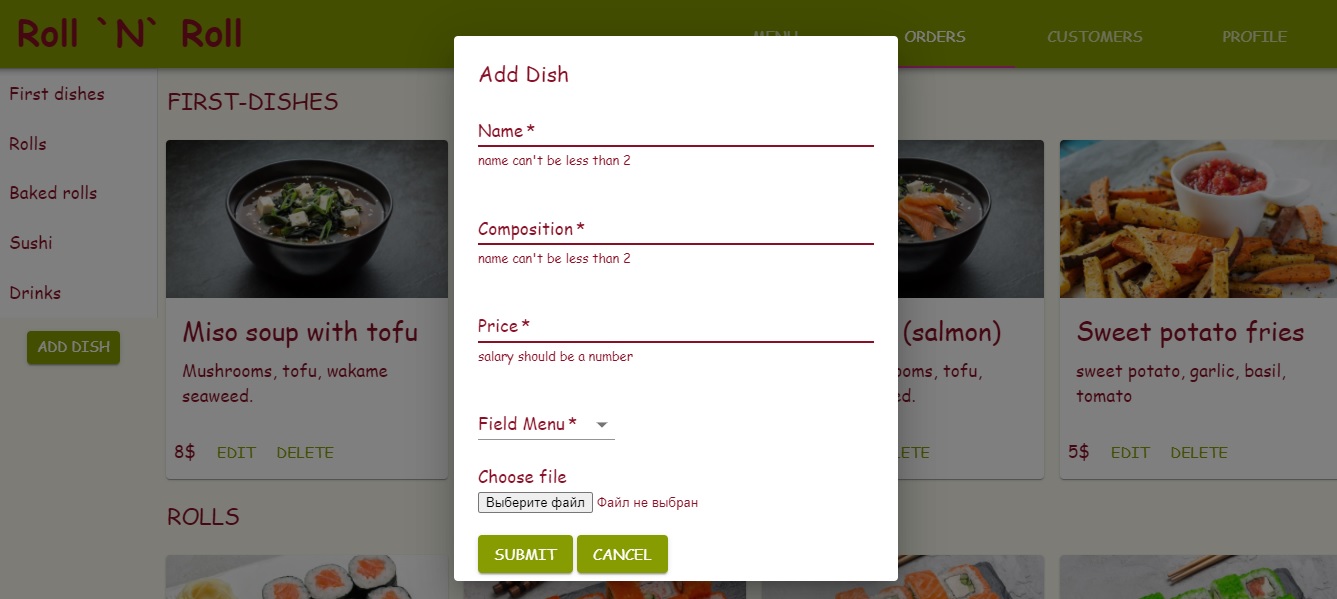 Roll `N` Roll
MENU
ORDERS
CUSTOMERS
PROFILE
First dishes
Rolls
Baked rolls
Sushi
Drinks
ADD DISH
FIRST-DISHES
Miso soup with tofu
Mushrooms, tofu, wakame
seaweed.
8$ EDIT DELETE
Add Dish
Name *
name can't be less than 2
Composition *
name can't be less than 2
Price *
salary should be a number
Field Menu *
Choose file
Выберите файл Файл не выбран
SUBMIT CANCEL
(salmon)
tofu,
Sweet potato fries
sweet potato, garlic, basil,
tomato
5$ EDIT DELETE
ROLLS